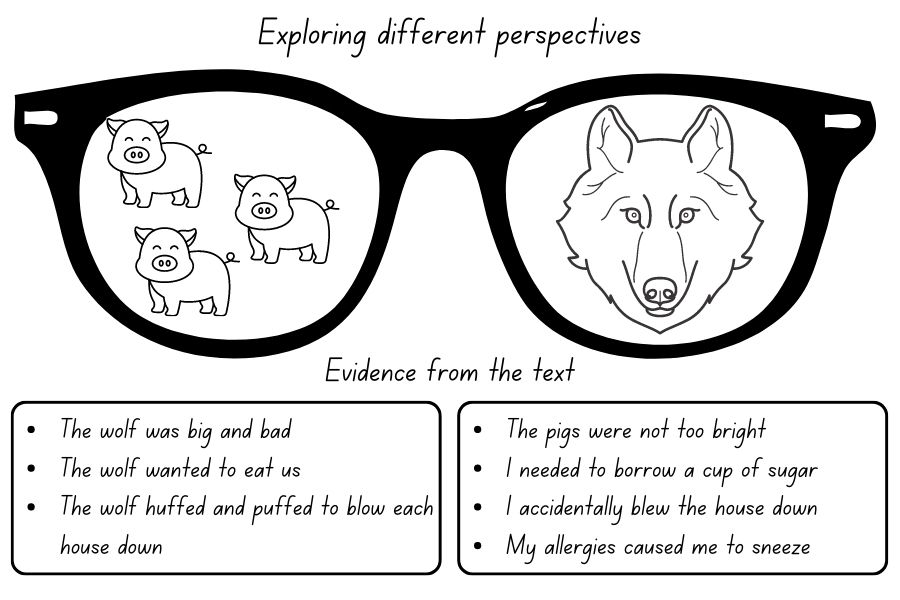 Exploring different perspectives
Evidence from the text
• The wolf was big and bad
• The wolf wanted to eat us
• The wolf huffed and puffed to blow each
house down
• The pigs were not too bright
• I needed to borrow a cup of sugar
• I accidentally blew the house down
• My allergies caused me to sneeze